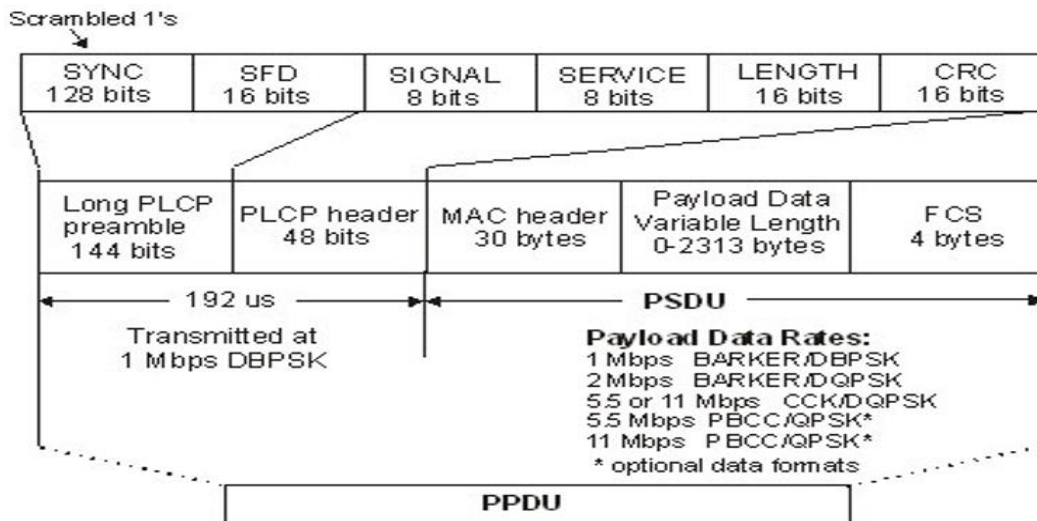 Scrambled 1's
SYNC
128 bits
SFD
16 bits
SIGNAL
8 bits
SERVICE
8 bits
LENGTH
16 bits
CRC
16 bits
Long PLCP
preamble
144 bits
PLCP header
48 bits
MAC header
30 bytes
Payload Data
Variable Length
0-2313 bytes
FCS
4 bytes
192 us
Transmitted at
1 Mbps DBPSK
PSDU
Payload Data Rates:
1 Mbps BARKER/DBPSK
2 Mbps BARKER/DQPSK
5.5 or 11 Mbps CCK/DQPSK
5.5 Mbps PBCC/QPSK*
11 Mbps PBCC/QPSK*
* optional data formats
PPDU